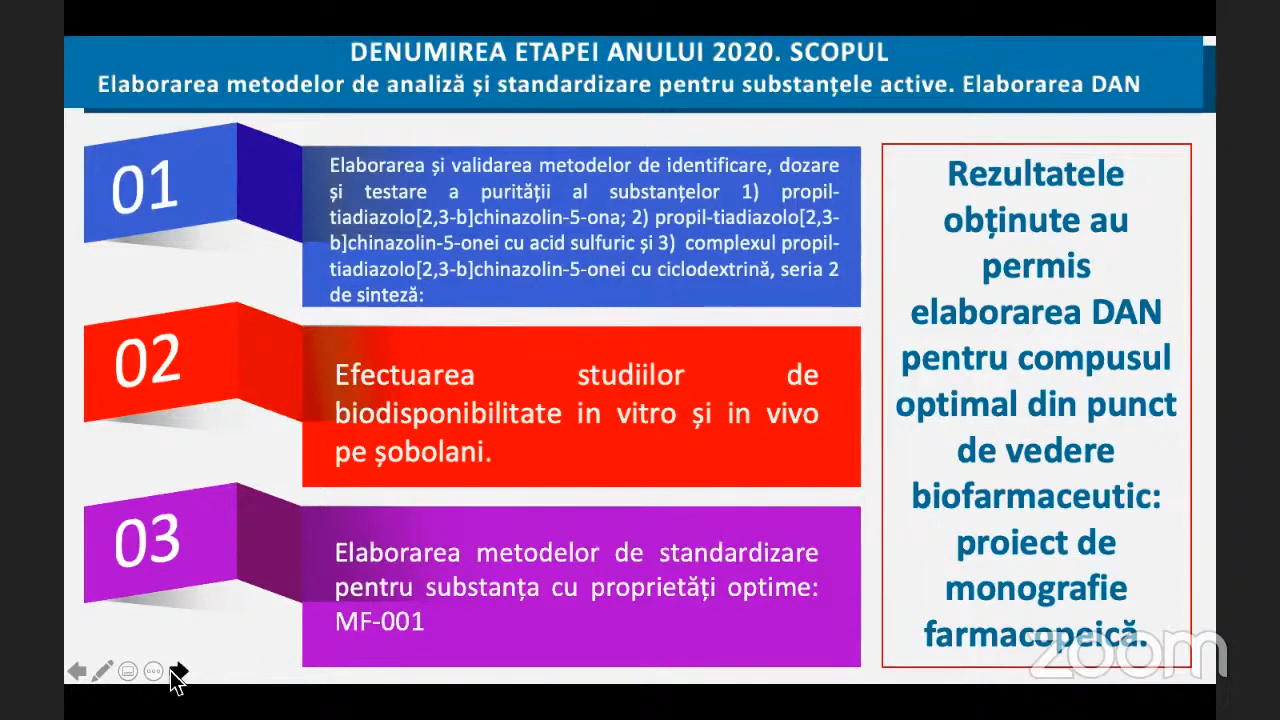 DENUMIREA ETAPEI ANULUI 2020. SCOPUL
Elaborarea metodelor de analiză și standardizare pentru substanțele active. Elaborarea DAN
01
Elaborarea și validarea metodelor de identificare, dozare
și testare a purității al substanțelor 1) propil-
tiadiazolo[2,3-b]chinazolin-5-ona; 2) propil-tiadiazolo[2,3-
b]chinazolin-5-onei cu acid sulfuric și 3) complexul propil-
tiadiazolo[2,3-b]chinazolin-5-onei cu ciclodextrină, seria 2
de sinteză:
02
Efectuarea studiilor de
biodisponibilitate in vitro și in vivo
pe șobolani.
03
Elaborarea metodelor de standardizare
pentru substanța cu proprietăți optime:
MF-001
Rezultatele
obținute au
permis
elaborarea DAN
pentru compusul
optimal din punct
de vedere
biofarmaceutic:
proiect de
monografie
farmacopeică.
zoom